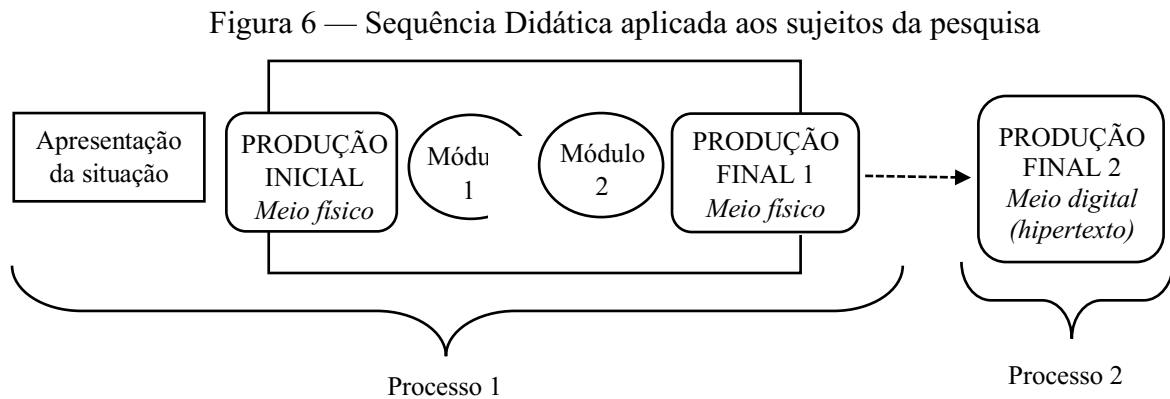 Figura 6 — Sequência Didática aplicada aos sujeitos da pesquisa
Apresentação
da situação
PRODUÇÃO
INICIAL
Meio físico
Módu
1
Módulo
2
PRODUÇÃO
FINAL 1
Meio físico
PRODUÇÃO
FINAL 2
Meio digital
(hipertexto)
Processo 1
Processo 2